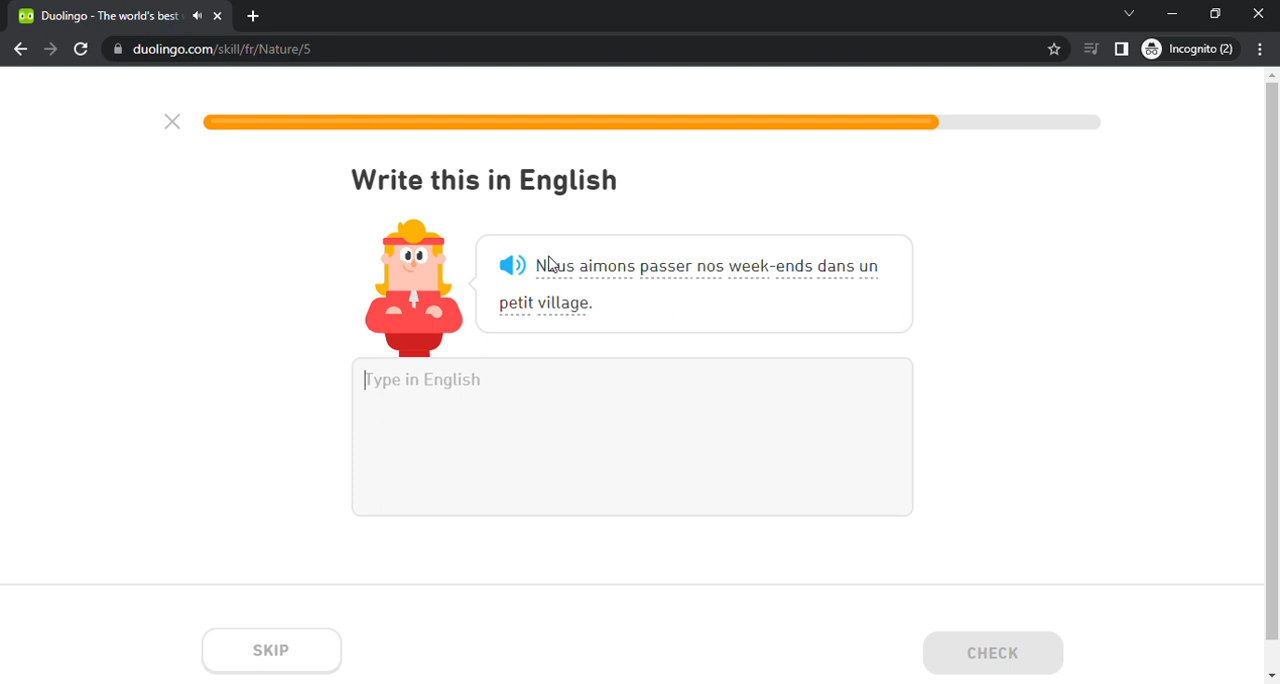 Duolingo - The world's best
duolingo.com/skill/fr/Nature/5
Incognito (2)
Write this in English
Nous aimons passer nos week-ends dans un
petit village.
Type in English
SKIP
CHECK